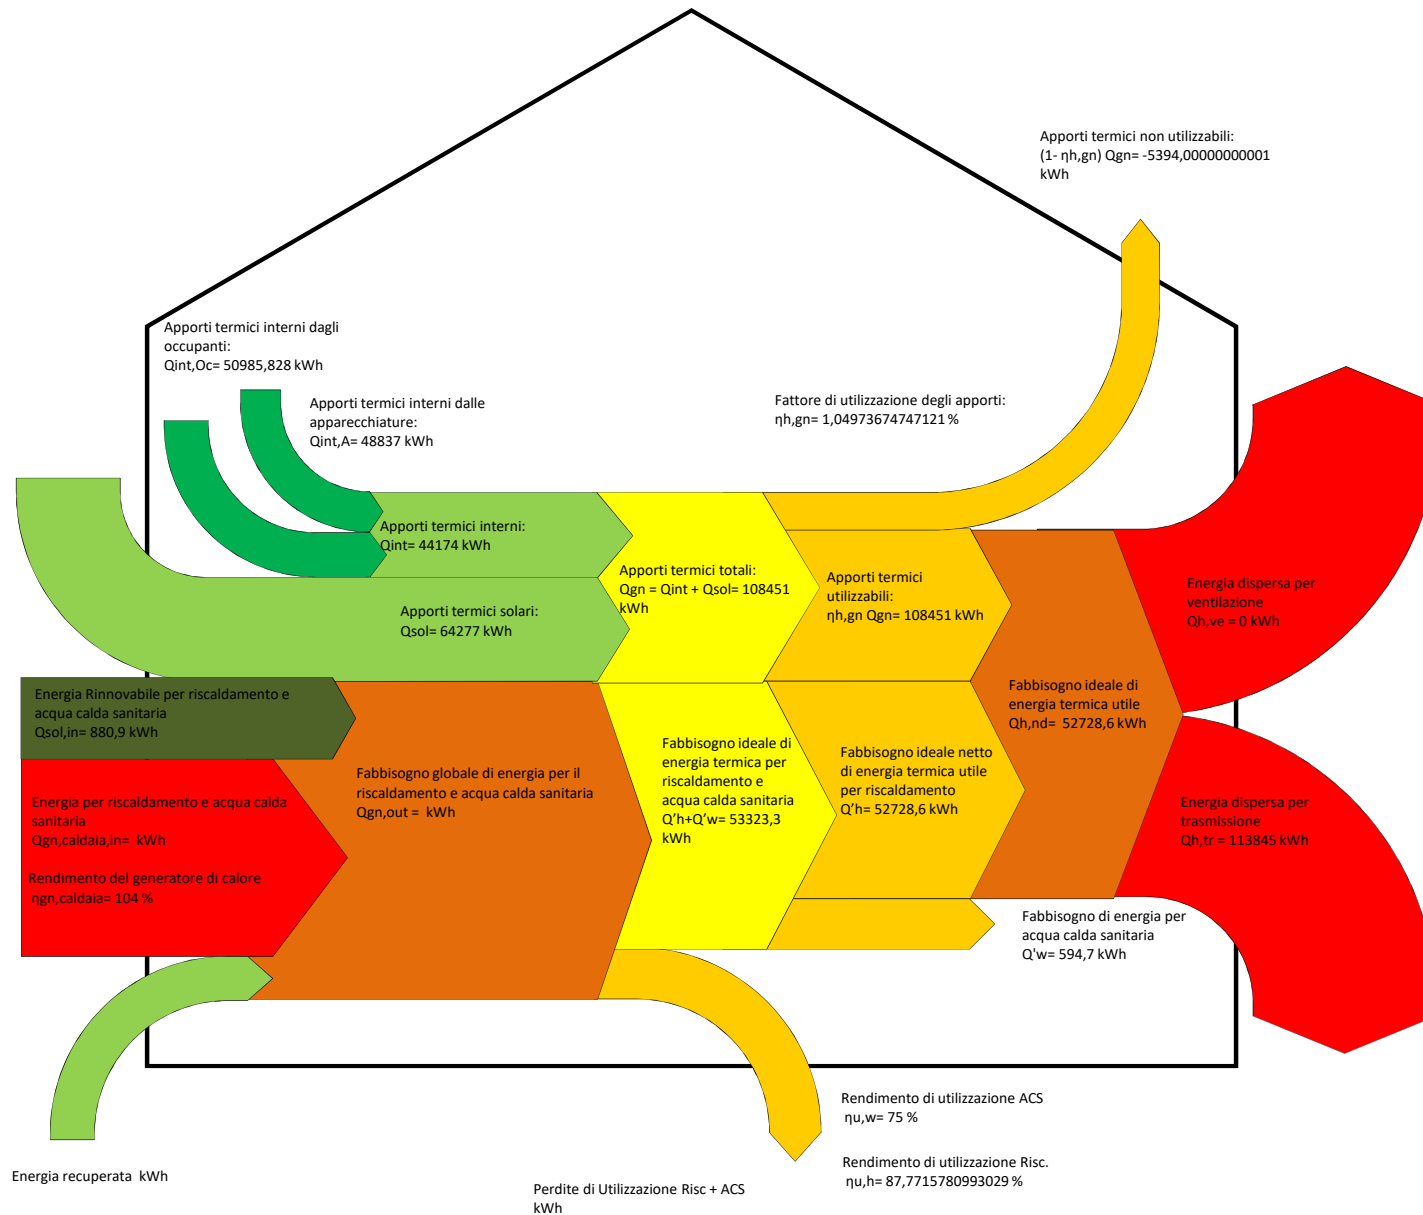 Apporti termici non utilizzabili:
(1- ηh,gn) Qgn= -5394,00000000001
kWh
Apporti termici interni dagli
occupanti:
Qint,Oc= 50985,828 kWh
Apporti termici interni dalle
apparecchiature:
Qint,A= 48837 kWh
Fattore di utilizzazione degli apporti:
ηh,gn= 1,04973674747121 %
Apporti termici interni:
Qint= 44174 kWh
Apporti termici solari:
Qsol= 64277 kWh
Apporti termici totali:
Qgn = Qint + Qsol= 108451
kWh
Apporti termici
utilizzabili:
ηh,gn Qgn= 108451 kWh
Energia dispersa per
ventilazione
Qh,ve = 0 kWh
Energia Rinnovabile per riscaldamento e
acqua calda sanitaria
Qsol,in= 880,9 kWh
Fabbisogno ideale di
energia termica utile
Qh,nd= 52728,6 kWh
Fabbisogno globale di energia per il
riscaldamento e acqua calda sanitaria
Qgn,out = kWh
Fabbisogno ideale di
energia termica per
riscaldamento e
acqua calda sanitaria
Q’h+Q’w= 53323,3
kWh
Fabbisogno ideale netto
di energia termica utile
per riscaldamento
Q’h= 52728,6 kWh
Energia per riscaldamento e acqua calda
sanitaria
Qgn,caldaia,in= kWh
Rendimento del generatore di calore
ηgn,caldaia= 104 %
Energia dispersa per
trasmissione
Qh,tr = 113845 kWh
Fabbisogno di energia per
acqua calda sanitaria
Q'w= 594,7 kWh
Rendimento di utilizzazione ACS
ηu,w= 75 %
Rendimento di utilizzazione Risc.
ηu,h= 87,7715780993029 %
Energia recuperata kWh
Perdite di Utilizzazione Risc + ACS
kWh